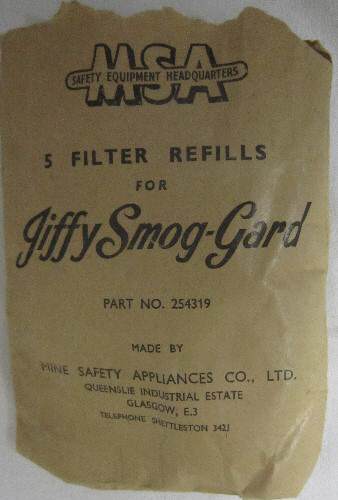 MSA
SAFETY EQUIPMENT HEADQUARTERS
5 FILTER REFILLS
FOR
Jiffy Smog-Gard
PART NO. 254319
MADE BY
MINE SAFETY APPLIANCES CO., LTD.
QUEENSLIE INDUSTRIAL ESTATE
GLASGOW, E.3
TELEPHONE SHETTLESTON 3421